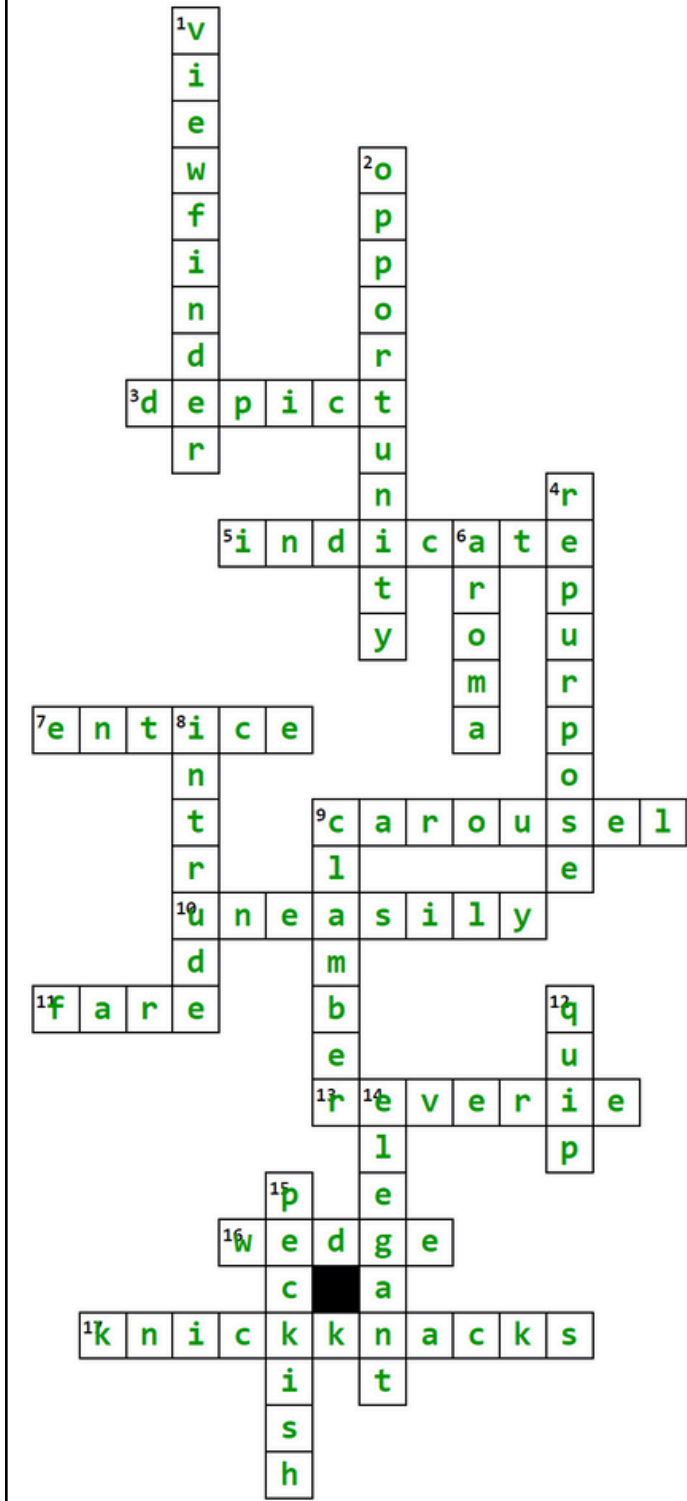 1 viewfinder
2 opportunity
3 depict
4 repurpose
5 indicate
6 aroma
7 entice
8 intrude
9 carousel
clamber
10 uneasily
11 fare
12 quip
13 reverie
14 elegant
15 peckish
16 wedge
17 knickknacks